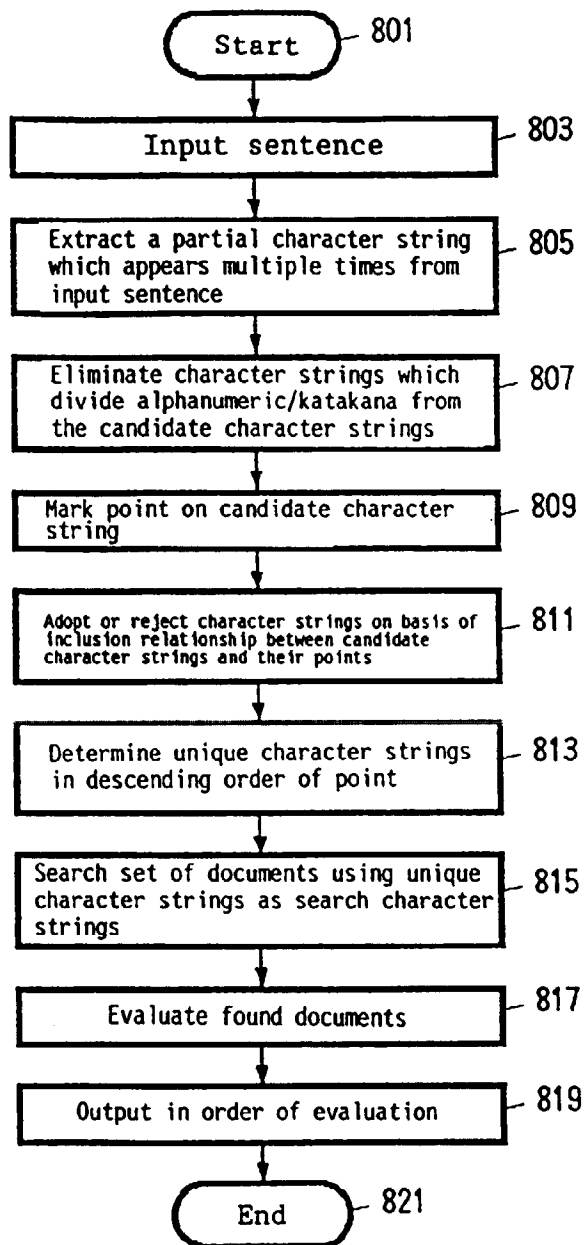 Start
801
Input sentence
803
Extract a partial character string
which appears multiple times from
input sentence
805
Eliminate character strings which
divide alphanumeric/katakana from
the candidate character strings
807
Mark point on candidate character
string
809
Adopt or reject character strings on basis of
inclusion relationship between candidate
character strings and their points
811
Determine unique character strings
in descending order of point
813
Search set of documents using unique
character strings as search character
strings
815
Evaluate found documents
817
Output in order of evaluation
819
End
821